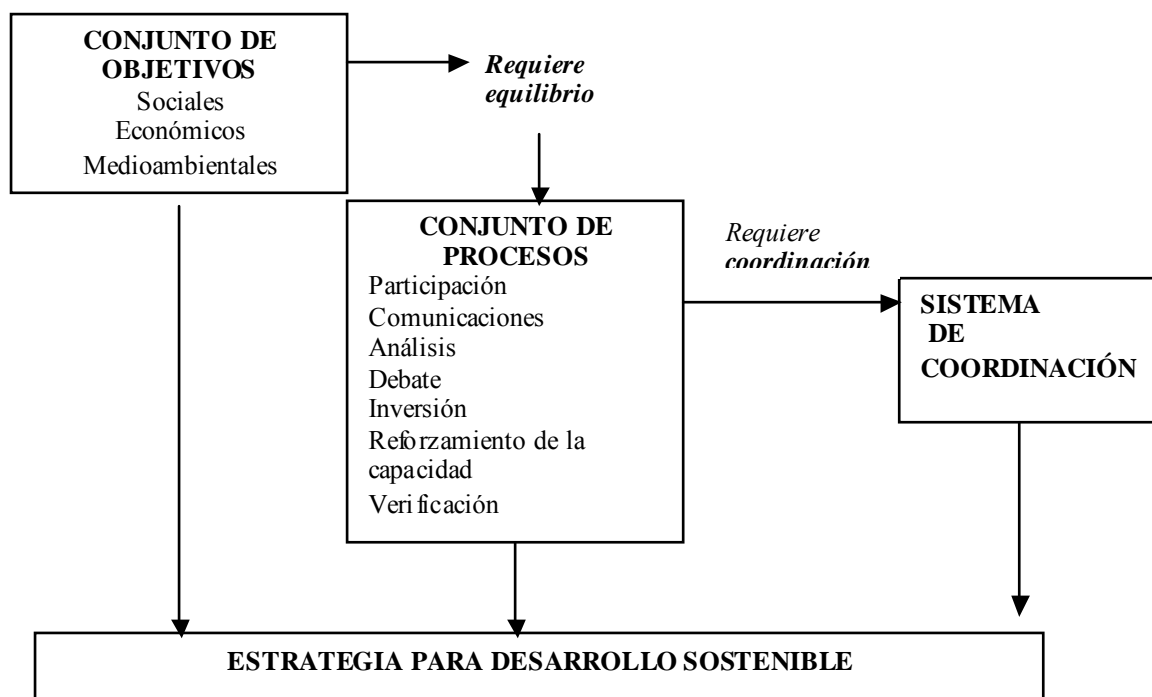 CONJUNTO DE
OBJETIVOS
Sociales
Económicos
Medioambientales
Requiere
equilibrio
CONJUNTO DE
PROCESOS
Participación
Comunicaciones
Análisis
Debate
Inversión
Reforzamiento de la
capacidad
Verificación
Requiere
coordinación
SISTEMA
DE
COORDINACIÓN
ESTRATEGIA PARA DESARROLLO SOSTENIBLE